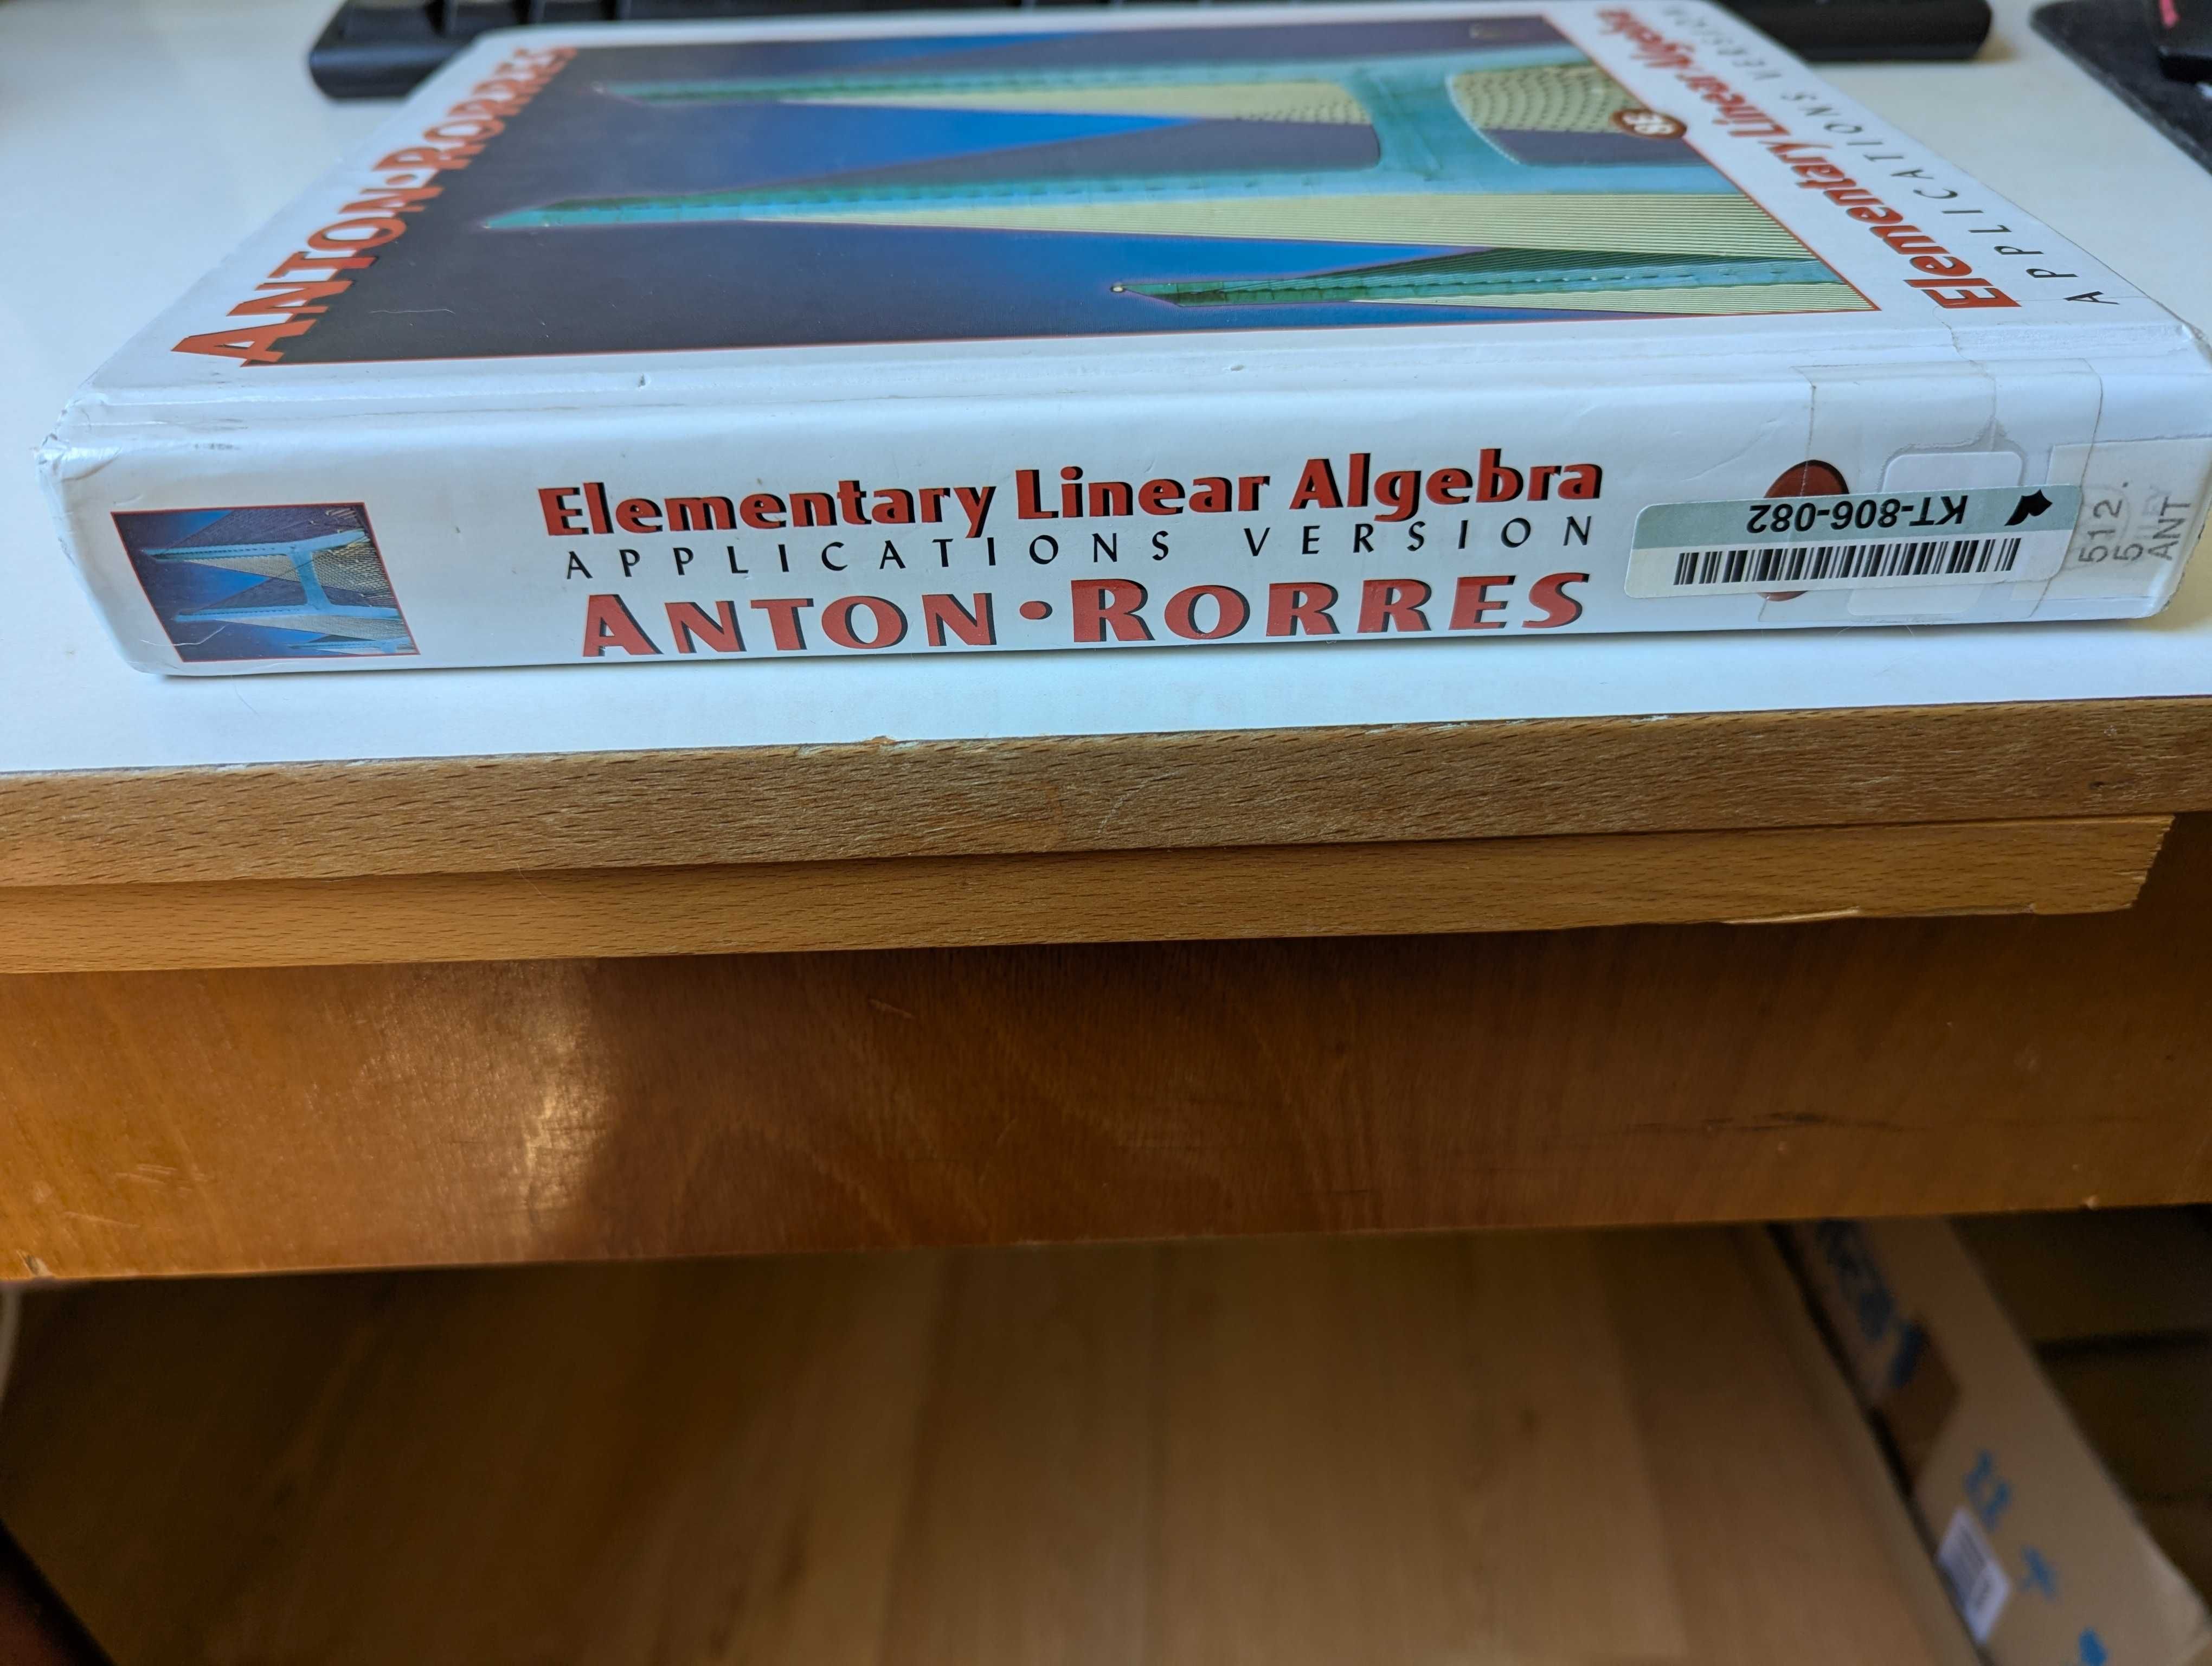 ANTON•RORRES
Elementary Linear Algebra
APPLICATIONS VERSION
8E
Elementary Linear Algebra
APPLICATIONS VERSION
ANTON•RORRES
KT-806-082
512.
5
ANT